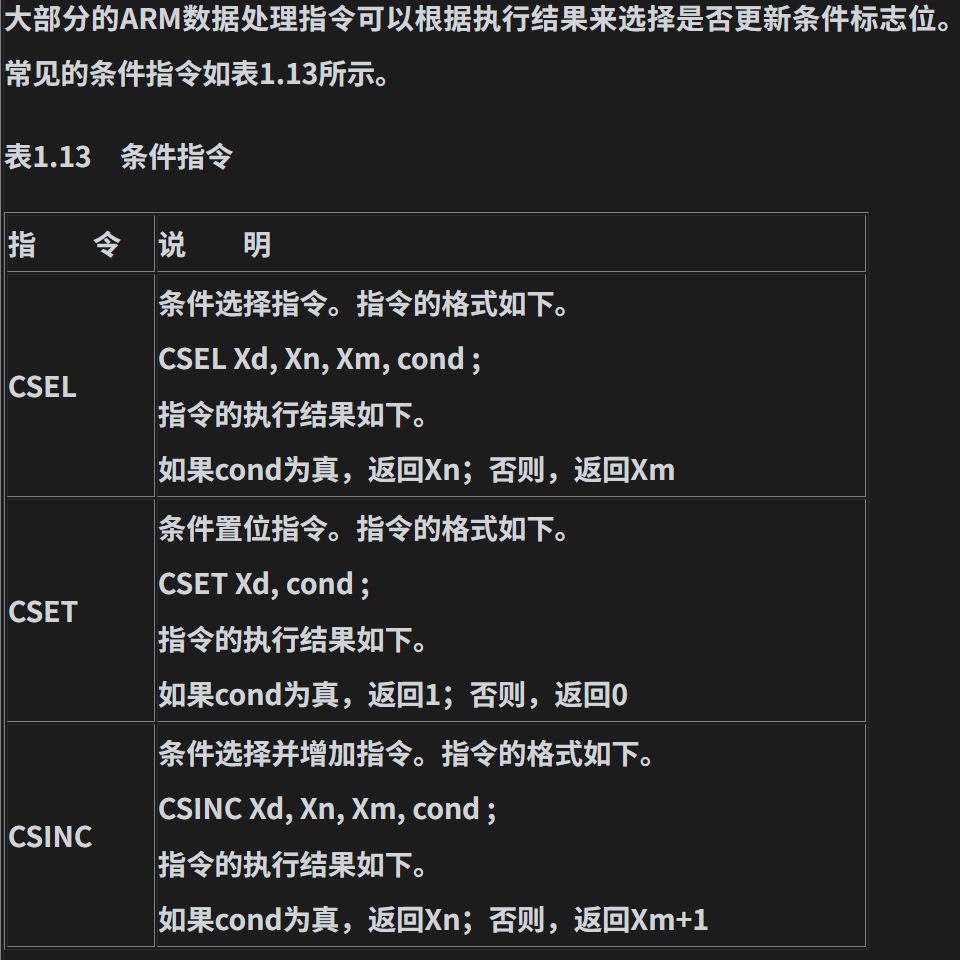 大部分的ARM数据处理指令可以根据执行结果来选择是否更新条件标志位。
常见的条件指令如表1.13所示。
表1.13　条件指令
指　　令
说　　明
CSEL
条件选择指令。指令的格式如下。
CSEL Xd, Xn, Xm, cond ;
指令的执行结果如下。
如果cond为真，返回Xn；否则，返回Xm
CSET
条件置位指令。指令的格式如下。
CSET Xd, cond ;
指令的执行结果如下。
如果cond为真，返回1；否则，返回0
CSINC
条件选择并增加指令。指令的格式如下。
CSINC Xd, Xn, Xm, cond ;
指令的执行结果如下。
如果cond为真，返回Xn；否则，返回Xm+1